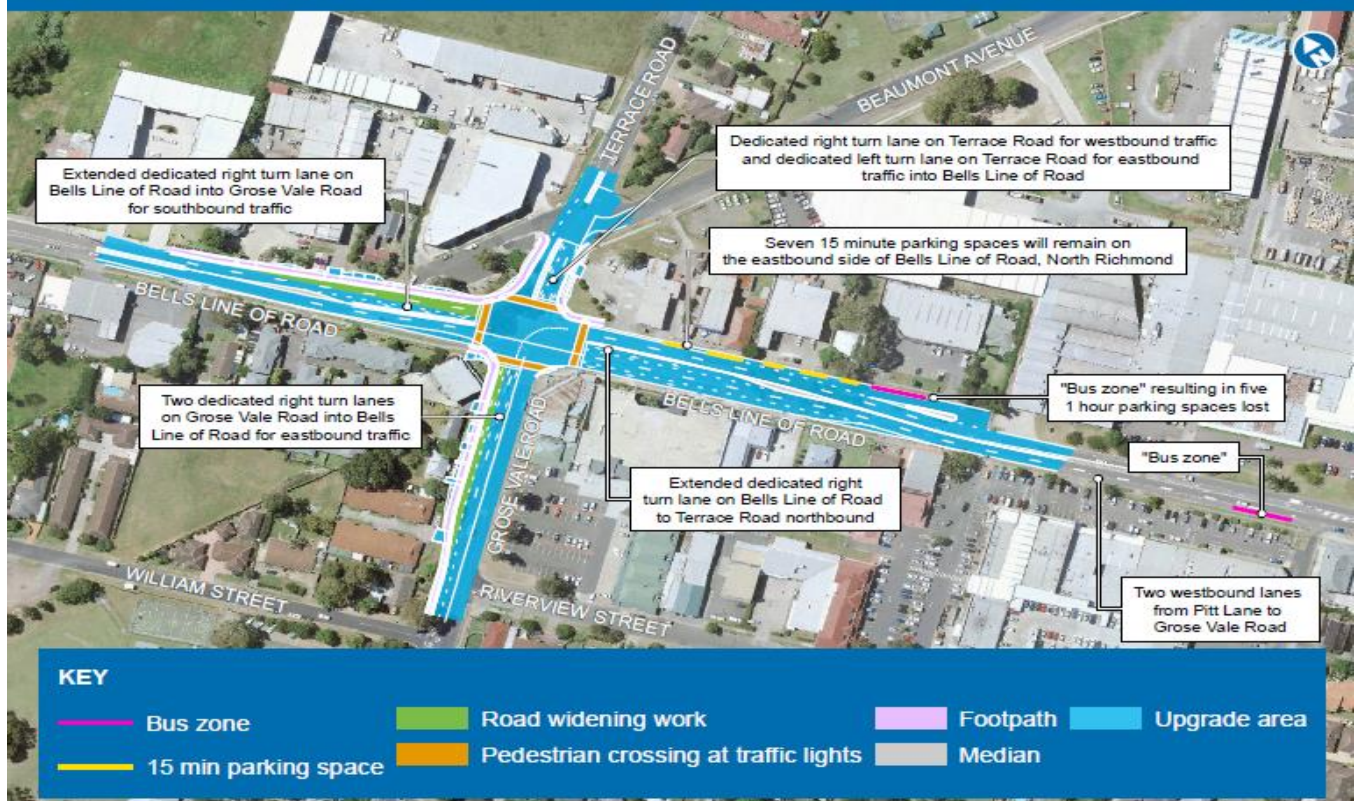 TERRACE ROAD
BEAUMONT AVENUE
Dedicated right turn lane on Terrace Road for westbound traffic
and dedicated left turn lane on Terrace Road for eastbound
traffic into Bells Line of Road
Extended dedicated right turn lane on
Bells Line of Road into Grose Vale Road
for southbound traffic
Seven 15 minute parking spaces will remain on
the eastbound side of Bells Line of Road, North Richmond
BELLS LINE OF ROAD
"Bus zone" resulting in five
1 hour parking spaces lost
Two dedicated right turn lanes
on Grose Vale Road into Bells
Line of Road for eastbound traffic
BELLS LINE OF ROAD
"Bus zone"
GROSE VALE ROAD
Extended dedicated right
turn lane on Bells Line of Road
to Terrace Road northbound
WILLIAM STREET
RIVERVIEW STREET
Two westbound lanes
from Pitt Lane to
Grose Vale Road
KEY
Bus zone
Road widening work
Footpath
Upgrade area
15 min parking space
Pedestrian crossing at traffic lights
Median